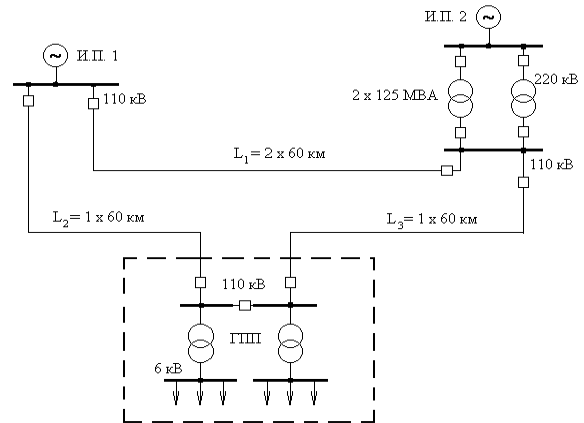 И.П. 2
И.П. 1
220 кВ
2 x 125 МВА
110 кВ
L₁= 2 x 60 км
110 кВ
L₂= 1 x 60 км
L₃= 1 x 60 км
110 кВ
ГПП
6 кВ